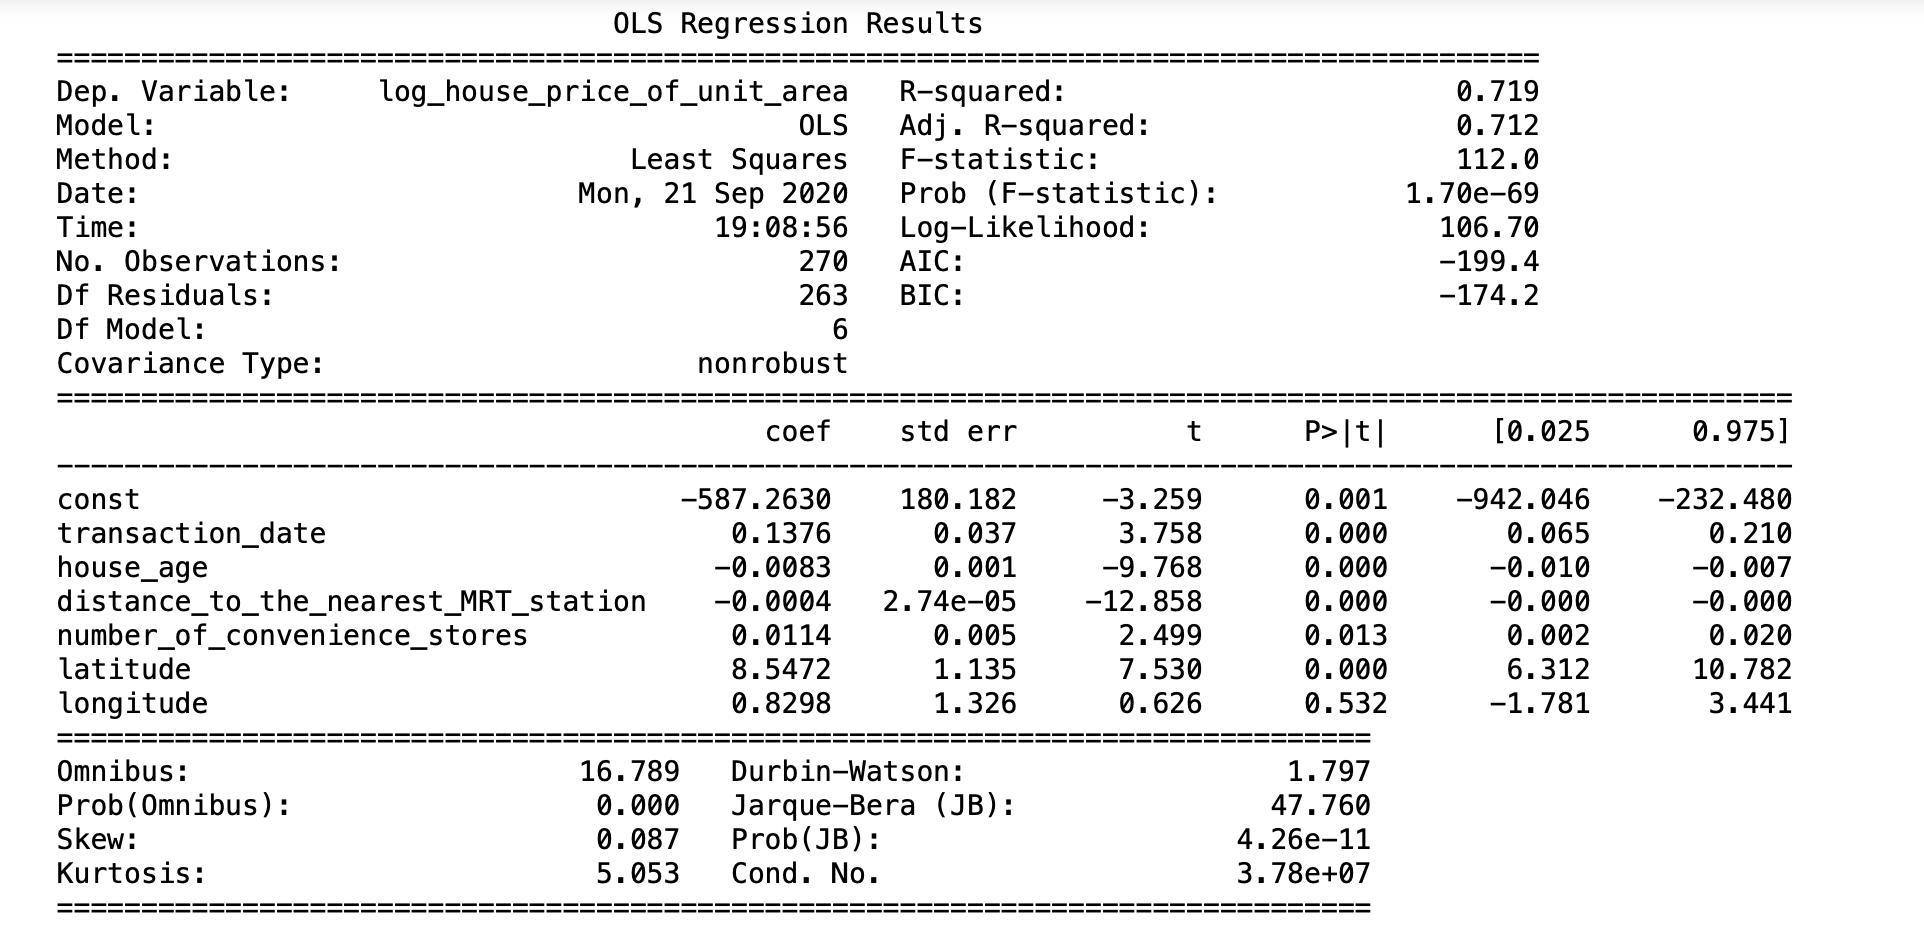 OLS Regression Results
==============================================================================
Dep. Variable: log_house_price_of_unit_area R-squared: 0.719
Model: OLS Adj. R-squared: 0.712
Method: Least Squares F-statistic: 112.0
Date: Mon, 21 Sep 2020 Prob (F-statistic): 1.70e-69
Time: 19:08:56 Log-Likelihood: 106.70
No. Observations: 270 AIC: -199.4
Df Residuals: 263 BIC: -174.2
Df Model: 6
Covariance Type: nonrobust
==============================================================================
coef std err t P>|t| [0.025 0.975]
------------------------------------------------------------------------------
const -587.2630 180.182 -3.259 0.001 -942.046 -232.480
transaction_date 0.1376 0.037 3.758 0.000 0.065 0.210
house_age -0.0083 0.001 -9.768 0.000 -0.010 -0.007
distance_to_the_nearest_MRT_station -0.0004 2.74e-05 -12.858 0.000 -0.000 -0.000
number_of_convenience_stores 0.0114 0.005 2.499 0.013 0.002 0.020
latitude 8.5472 1.135 7.530 0.000 6.312 10.782
longitude 0.8298 1.326 0.626 0.532 -1.781 3.441
==============================================================================
Omnibus: 16.789 Durbin-Watson: 1.797
Prob(Omnibus): 0.000 Jarque-Bera (JB): 47.760
Skew: 0.087 Prob(JB): 4.26e-11
Kurtosis: 5.053 Cond. No. 3.78e+07
==============================================================================